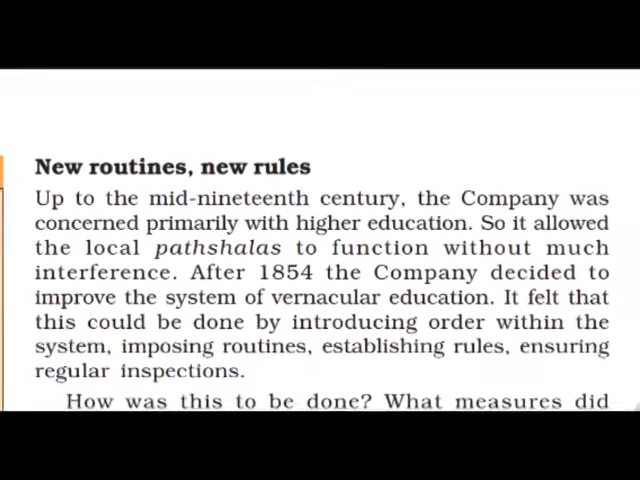 New routines, new rules
Up to the mid-nineteenth century, the Company was
concerned primarily with higher education. So it allowed
the local pathshalas to function without much
interference. After 1854 the Company decided to
improve the system of vernacular education. It felt that
this could be done by introducing order within the
system, imposing routines, establishing rules, ensuring
regular inspections.
How was this to be done? What measures did